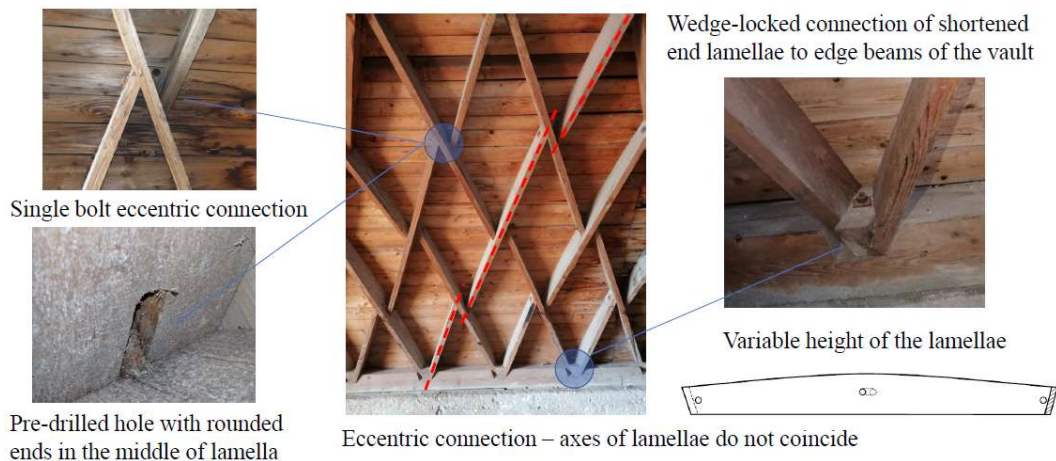 Single bolt eccentric connection
Pre-drilled hole with rounded
ends in the middle of lamella
Eccentric connection – axes of lamellae do not coincide
Wedge-locked connection of shortened
end lamellae to edge beams of the vault
Variable height of the lamellae